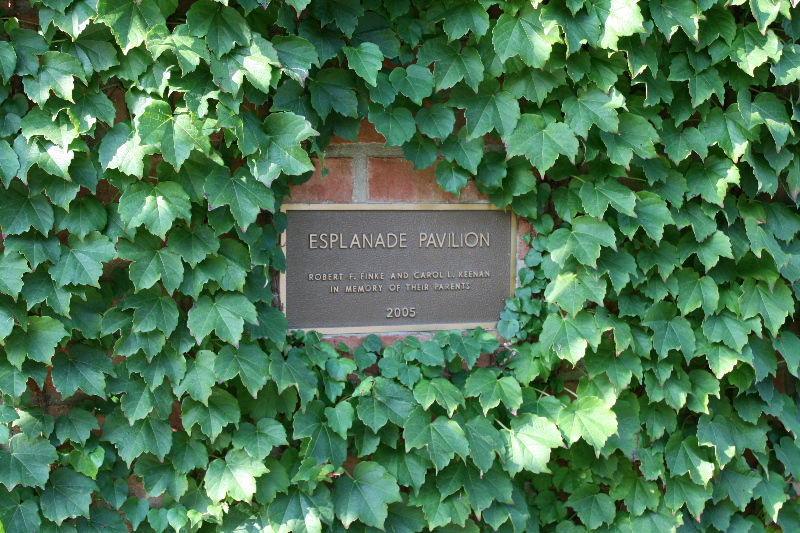 ESPLANADE PAVILION
ROBERT F. FINKE AND CAROL L. KEENAN
IN MEMORY OF THEIR PARENTS
2005